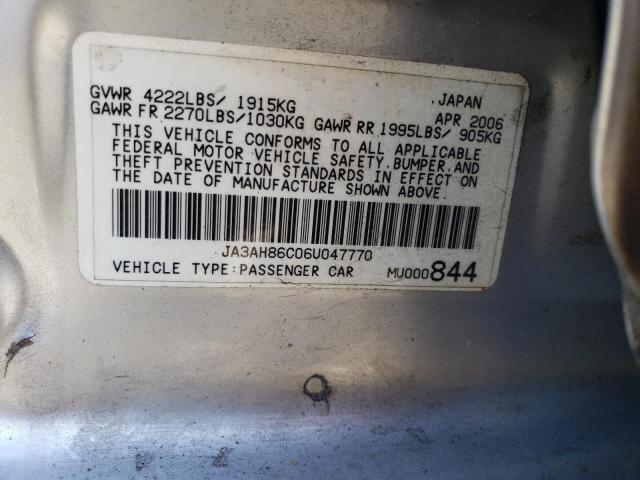 GVWR 4222LBS/ 1915KG JAPAN
GAWR FR 2270LBS/1030KG GAWR RR 1995LBS/ 905KG APR 2006
THIS VEHICLE CONFORMS TO ALL APPLICABLE
FEDERAL MOTOR VEHICLE SAFETY,BUMPER,AND
THEFT PREVENTION STANDARDS IN EFFECT ON
THE DATE OF MANUFACTURE SHOWN ABOVE.
JA3AH86C06U047770
VEHICLE TYPE:PASSENGER CAR MU000844